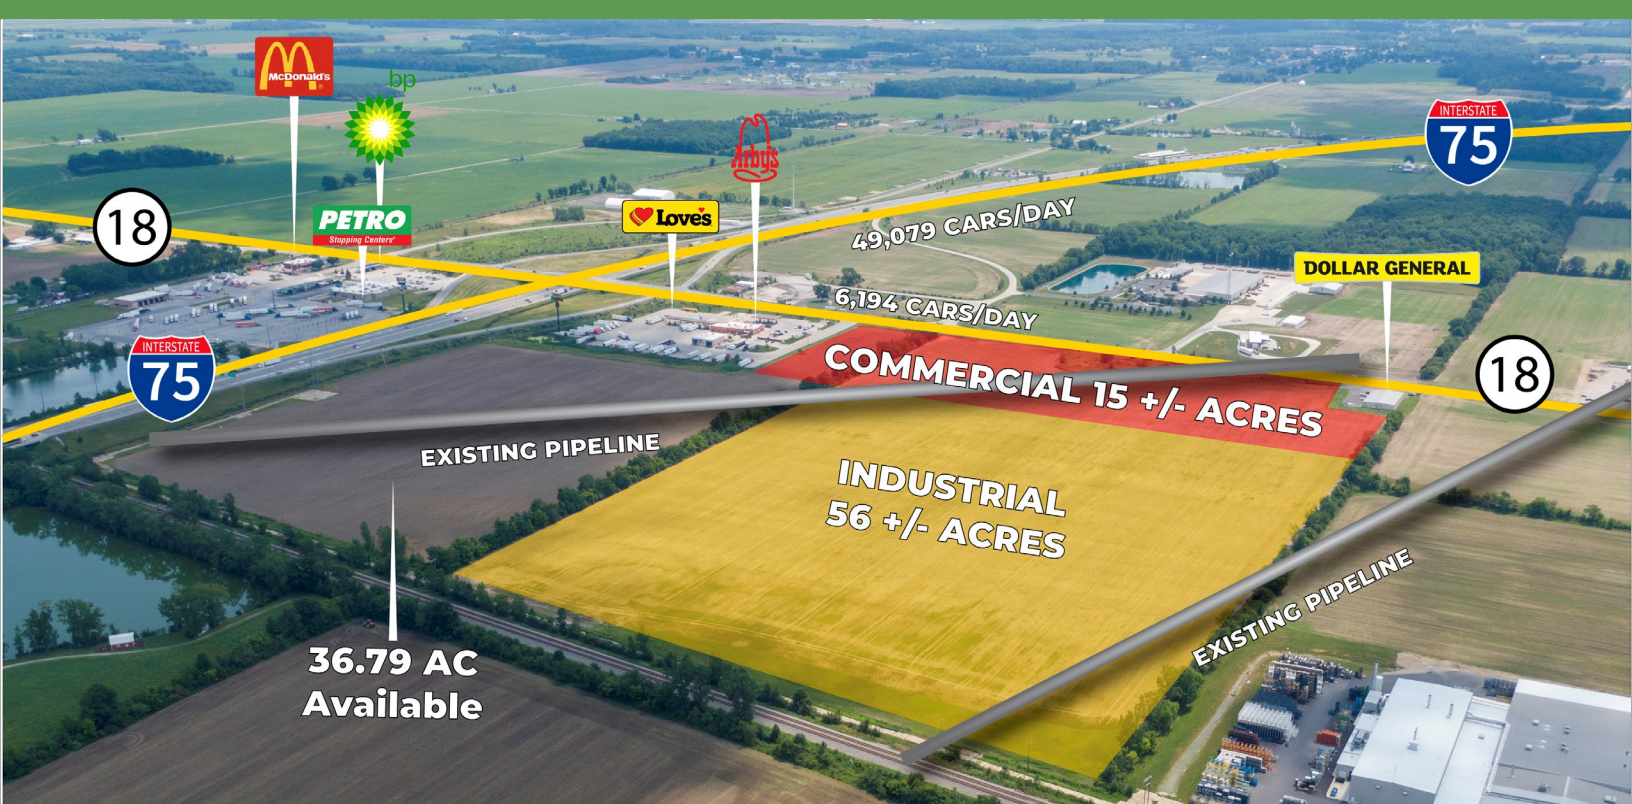 McDonald's
bp
INTERSTATE
75
Arby's
18
PETRO
Stopping Centers
Love's
49,079 CARS/DAY
DOLLAR GENERAL
6,194 CARS/DAY
INTERSTATE
75
COMMERCIAL 15 +/- ACRES
18
EXISTING PIPELINE
INDUSTRIAL
56 +/- ACRES
EXISTING PIPELINE
36.79 AC
Available